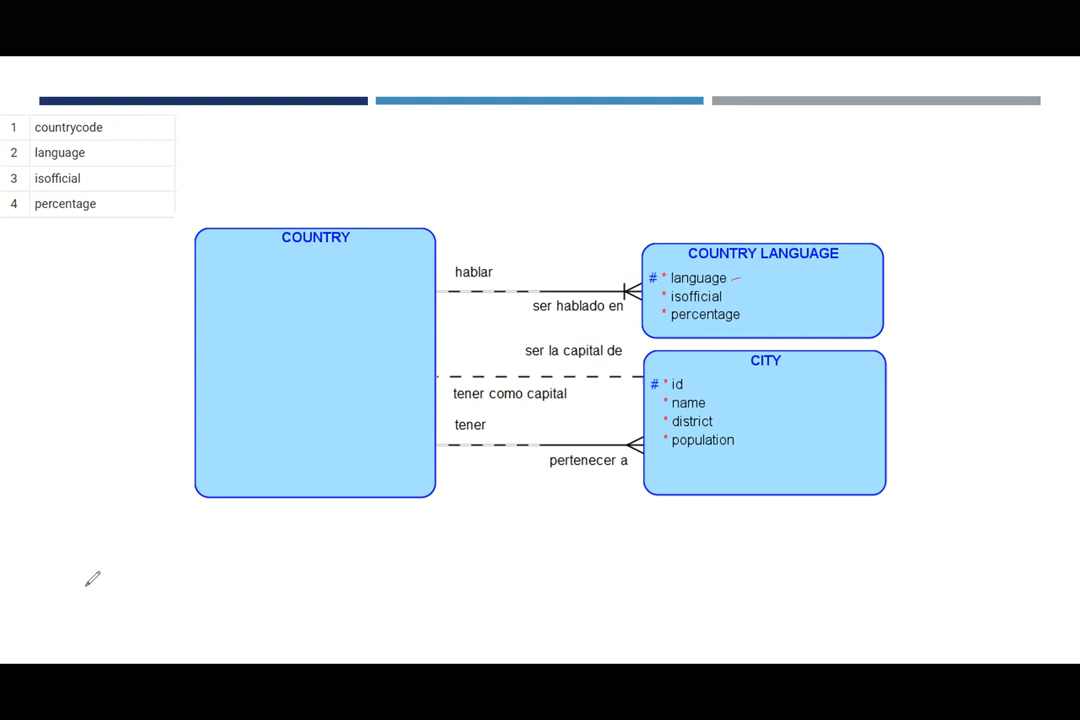 1 countrycode
2 language
3 isofficial
4 percentage
COUNTRY
hablar
ser hablado en
COUNTRY LANGUAGE
# * language
* isofficial
* percentage
ser la capital de
tener como capital
tener
pertenecer a
CITY
# * id
* name
* district
* population